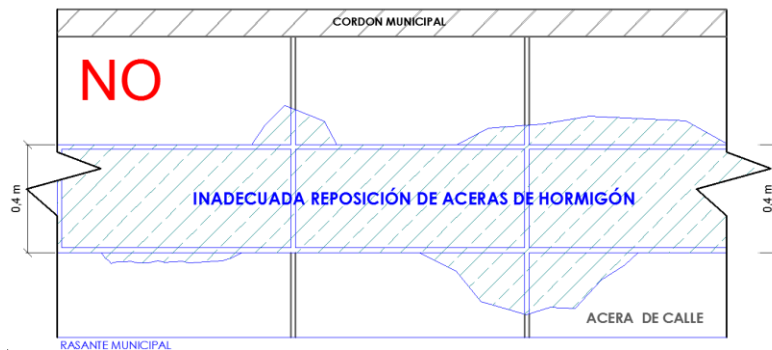 CORDON MUNICIPAL
NO
0,4 m
INADECUADA REPOSICIÓN DE ACERAS DE HORMIGÓN
0,4 m
ACERA DE CALLE
RASANTE MUNICIPAL